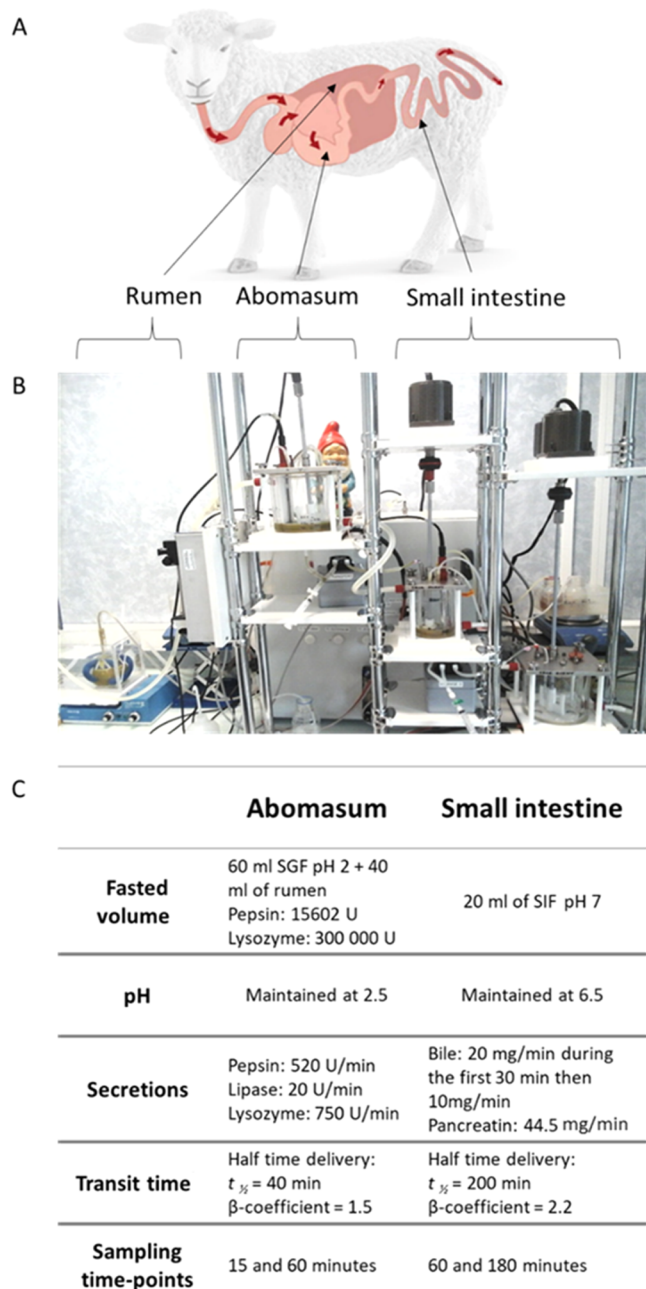 A
Rumen Abomasum Small intestine
B
C
Abomasum Small intestine
Fasted volume
60 ml SGF pH 2 + 40
ml of rumen
Pepsin: 15602 U
Lysozyme: 300 000 U
20 ml of SIF pH 7
pH
Maintained at 2.5
Maintained at 6.5
Secretions
Pepsin: 520 U/min
Lipase: 20 U/min
Lysozyme: 750 U/min
Bile: 20 mg/min during
the first 30 min then
10mg/min
Pancreatin: 44.5 mg/min
Transit time
Half time delivery:
t ½ = 40 min
β-coefficient = 1.5
Half time delivery:
t ½ = 200 min
β-coefficient = 2.2
Sampling
time-points
15 and 60 minutes
60 and 180 minutes